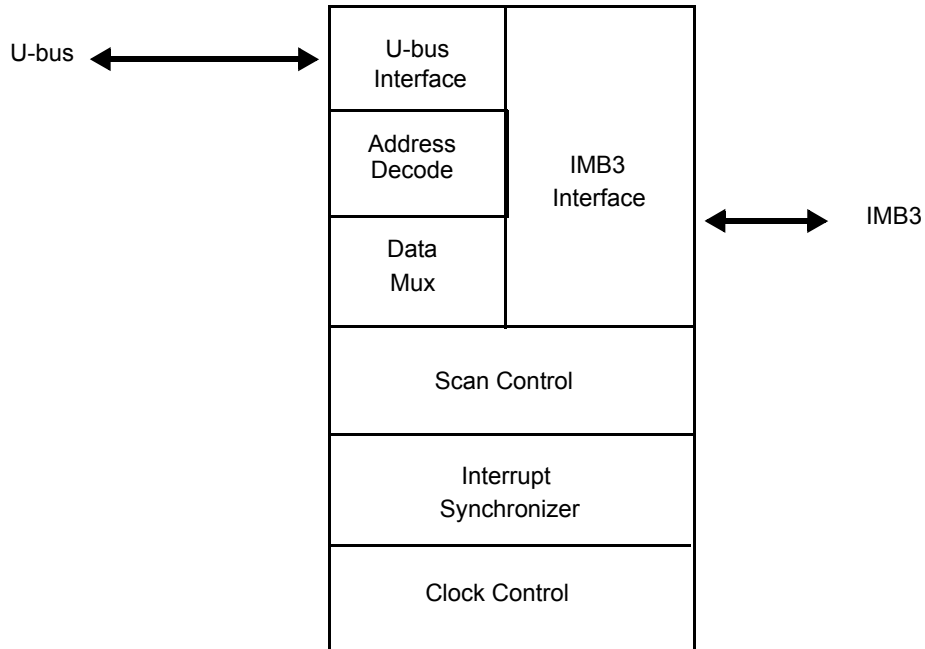 U-bus
U-bus
Interface
Address
Decode
IMB3
Interface
Data
Mux
IMB3
Scan Control
Interrupt
Synchronizer
Clock Control